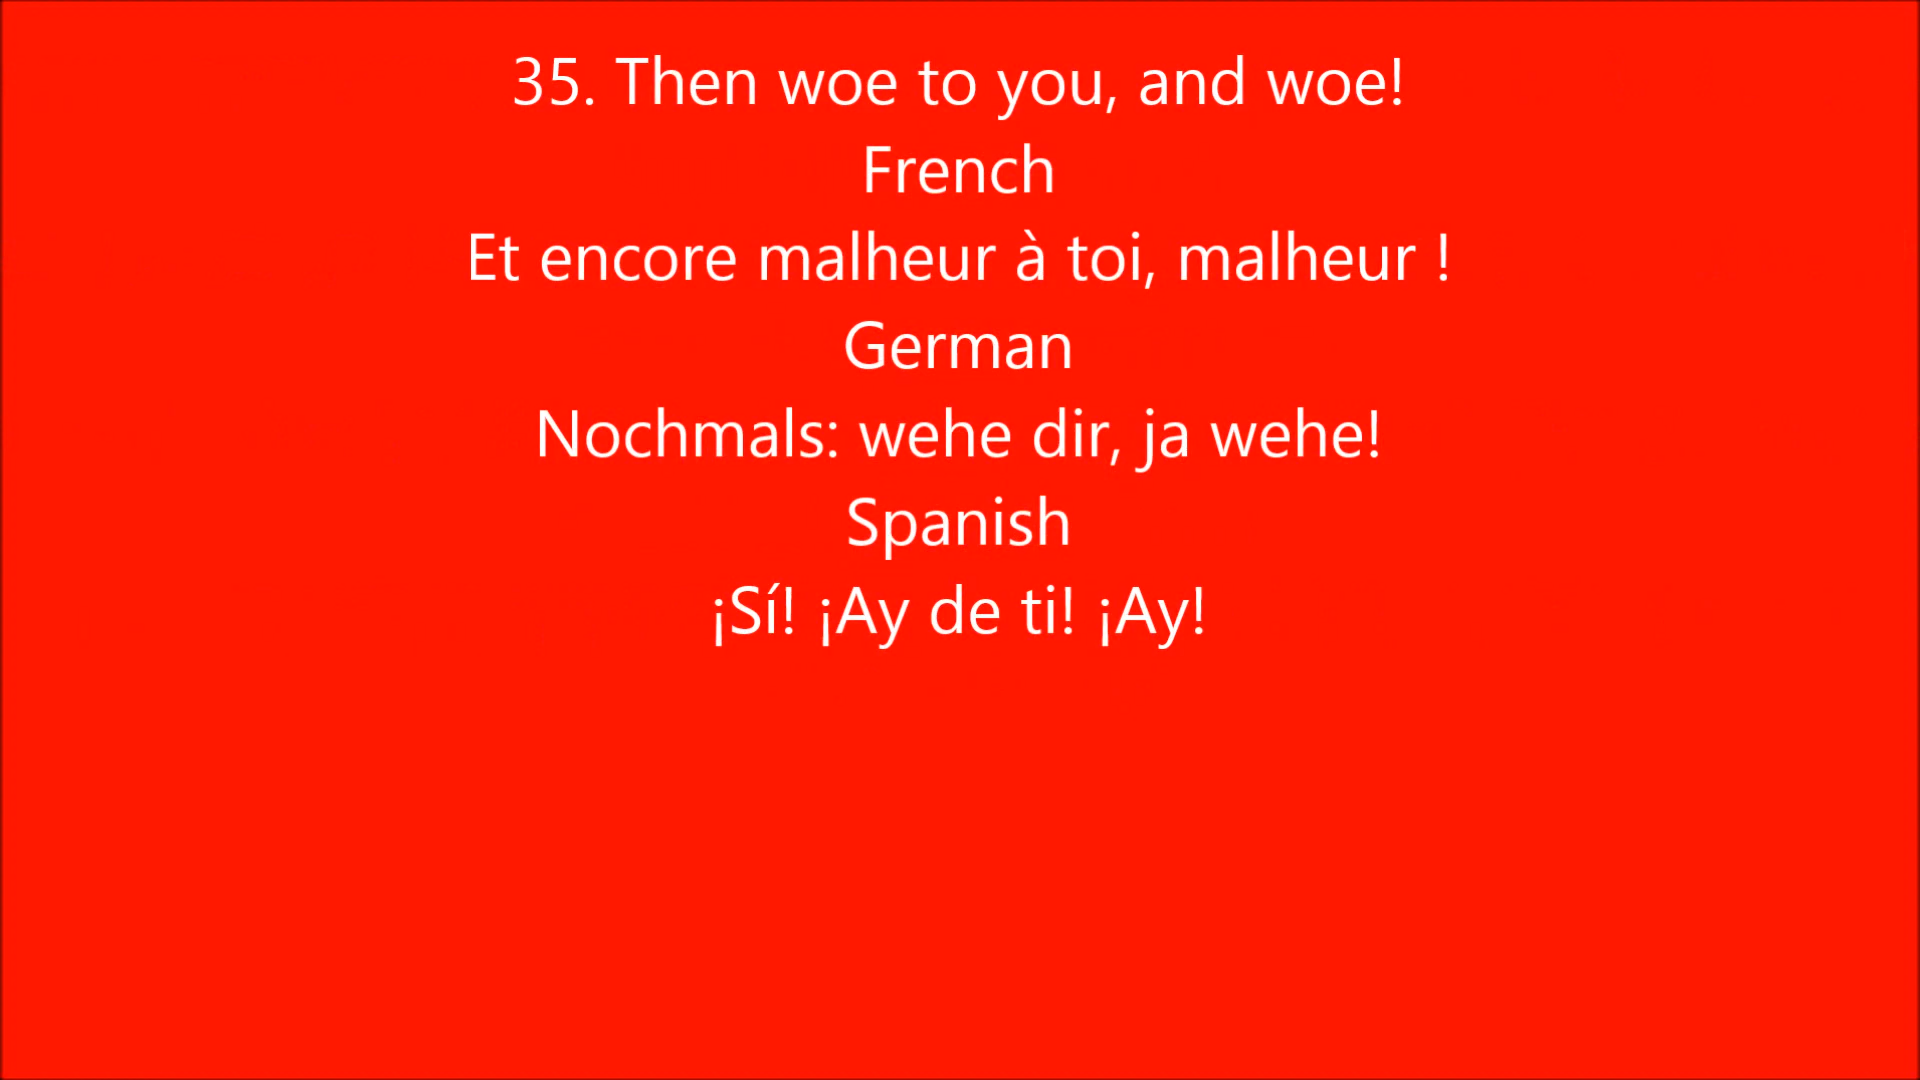 35. Then woe to you, and woe!
French
Et encore malheur à toi, malheur !
German
Nochmals: wehe dir, ja wehe!
Spanish
¡Sí! ¡Ay de ti! ¡Ay!